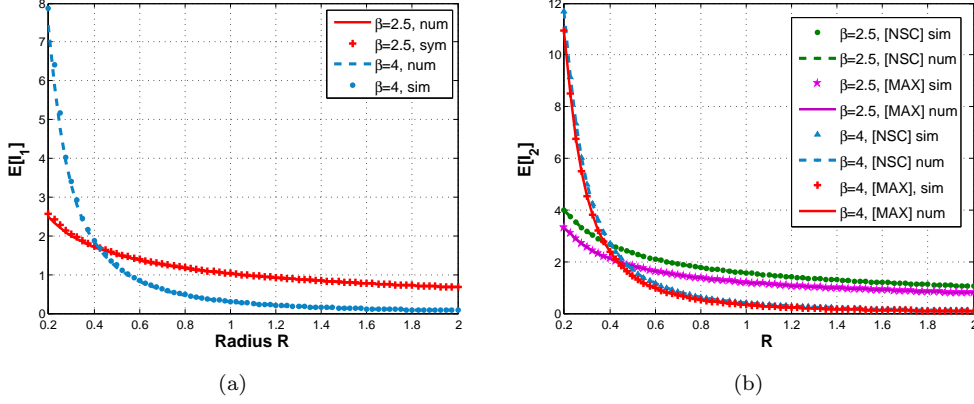 8
7
6
5
4
3
2
1
0
E[I₁]
β=2.5, num
β=2.5, sym
β=4, num
β=4, sim
0.2 0.4 0.6 0.8 1 1.2 1.4 1.6 1.8 2
Radius R
(a)
12
10
8
6
4
2
0
E[I₂]
β=2.5, [NSC] sim
β=2.5, [NSC] num
β=2.5, [MAX] sim
β=2.5, [MAX] num
β=4, [NSC] sim
β=4, [NSC] num
β=4, [MAX], sim
β=4, [MAX] num
0.2 0.4 0.6 0.8 1 1.2 1.4 1.6 1.8 2
R
(b)